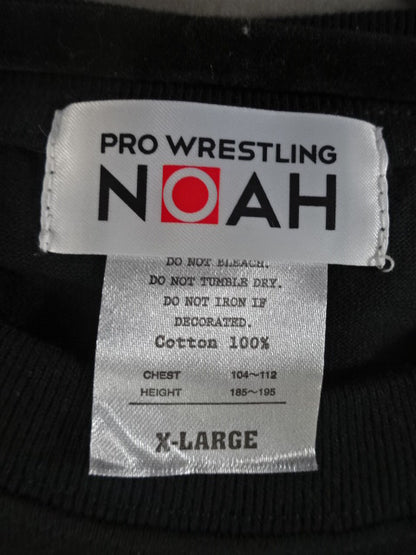 PRO WRESTLING
NOAH
DO NOT BLEACH.
DO NOT TUMBLE DRY.
DO NOT IRON IF
DECORATED.
Cotton 100%
CHEST 104～112
HEIGHT 185～195
X-LARGE